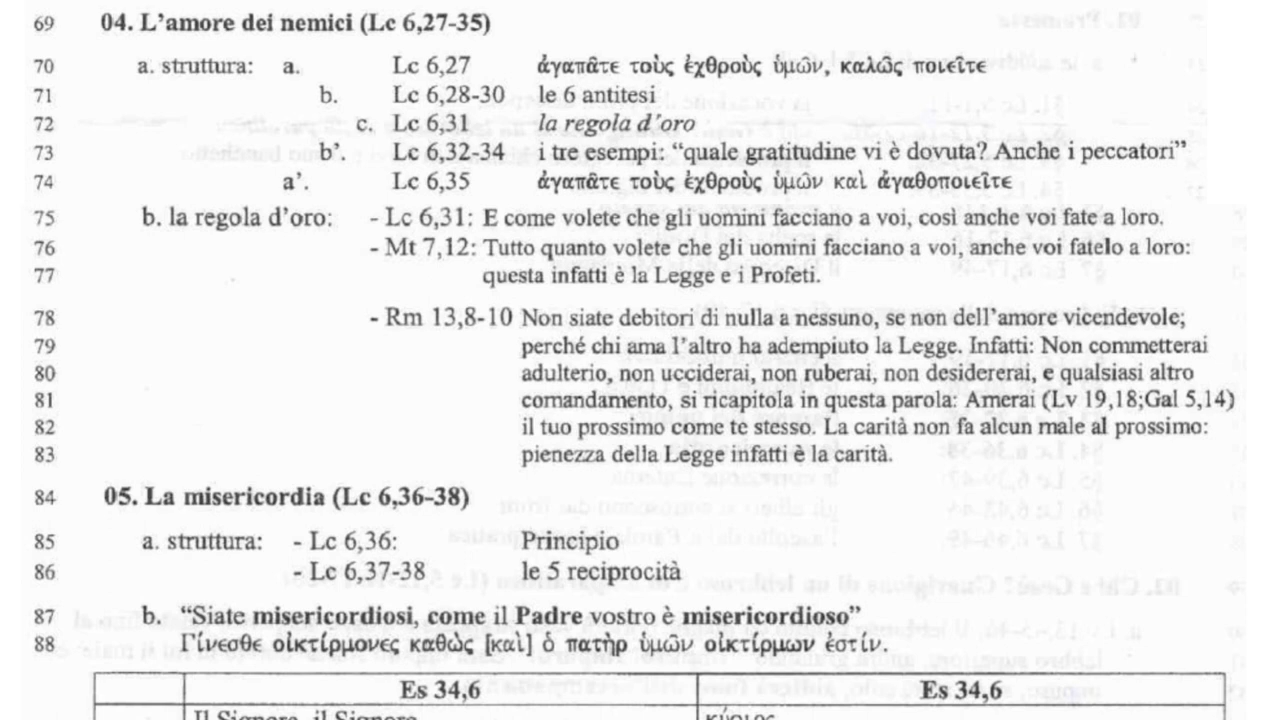 69 04. L'amore dei nemici (Lc 6,27-35)
70 a. struttura: a. Lc 6,27 ἀγαπᾶτε τοὺς ἐχθροὺς ὑμῶν, καλῶς ποιεῖτε
71 b. Lc 6,28-30 le 6 antitesi
72 c. Lc 6,31 la regola d'oro
73 b'. Lc 6,32-34 i tre esempi: "quale gratitudine vi è dovuta? Anche i peccatori"
74 a'. Lc 6,35 ἀγαπᾶτε τοὺς ἐχθροὺς ὑμῶν καὶ ἀγαθοποιεῖτε
75 b. la regola d'oro: - Lc 6,31: E come volete che gli uomini facciano a voi, così anche voi fate a loro.
76 - Mt 7,12: Tutto quanto volete che gli uomini facciano a voi, anche voi fatelo a loro:
77 questa infatti è la Legge e i Profeti.
78 - Rm 13,8-10 Non siate debitori di nulla a nessuno, se non dell'amore vicendevole;
79 perché chi ama l'altro ha adempiuto la Legge. Infatti: Non commetterai
80 adulterio, non ucciderai, non ruberai, non desidererai, e qualsiasi altro
81 comandamento, si ricapitola in questa parola: Amerai (Lv 19,18;Gal 5,14)
82 il tuo prossimo come te stesso. La carità non fa alcun male al prossimo:
83 pienezza della Legge infatti è la carità.
84 05. La misericordia (Lc 6,36-38)
85 a. struttura: - Lc 6,36: Principio
86 - Lc 6,37-38 le 5 reciprocità
87 b. "Siate misericordiosi, come il Padre vostro è misericordioso"
88 Γίνεσθε οἰκτίρμονες καθὼς [καὶ] ὁ πατὴρ ὑμῶν οἰκτίρμων ἐστίν.
Es 34,6 Es 34,6
Il Signore, il Signore κύριος